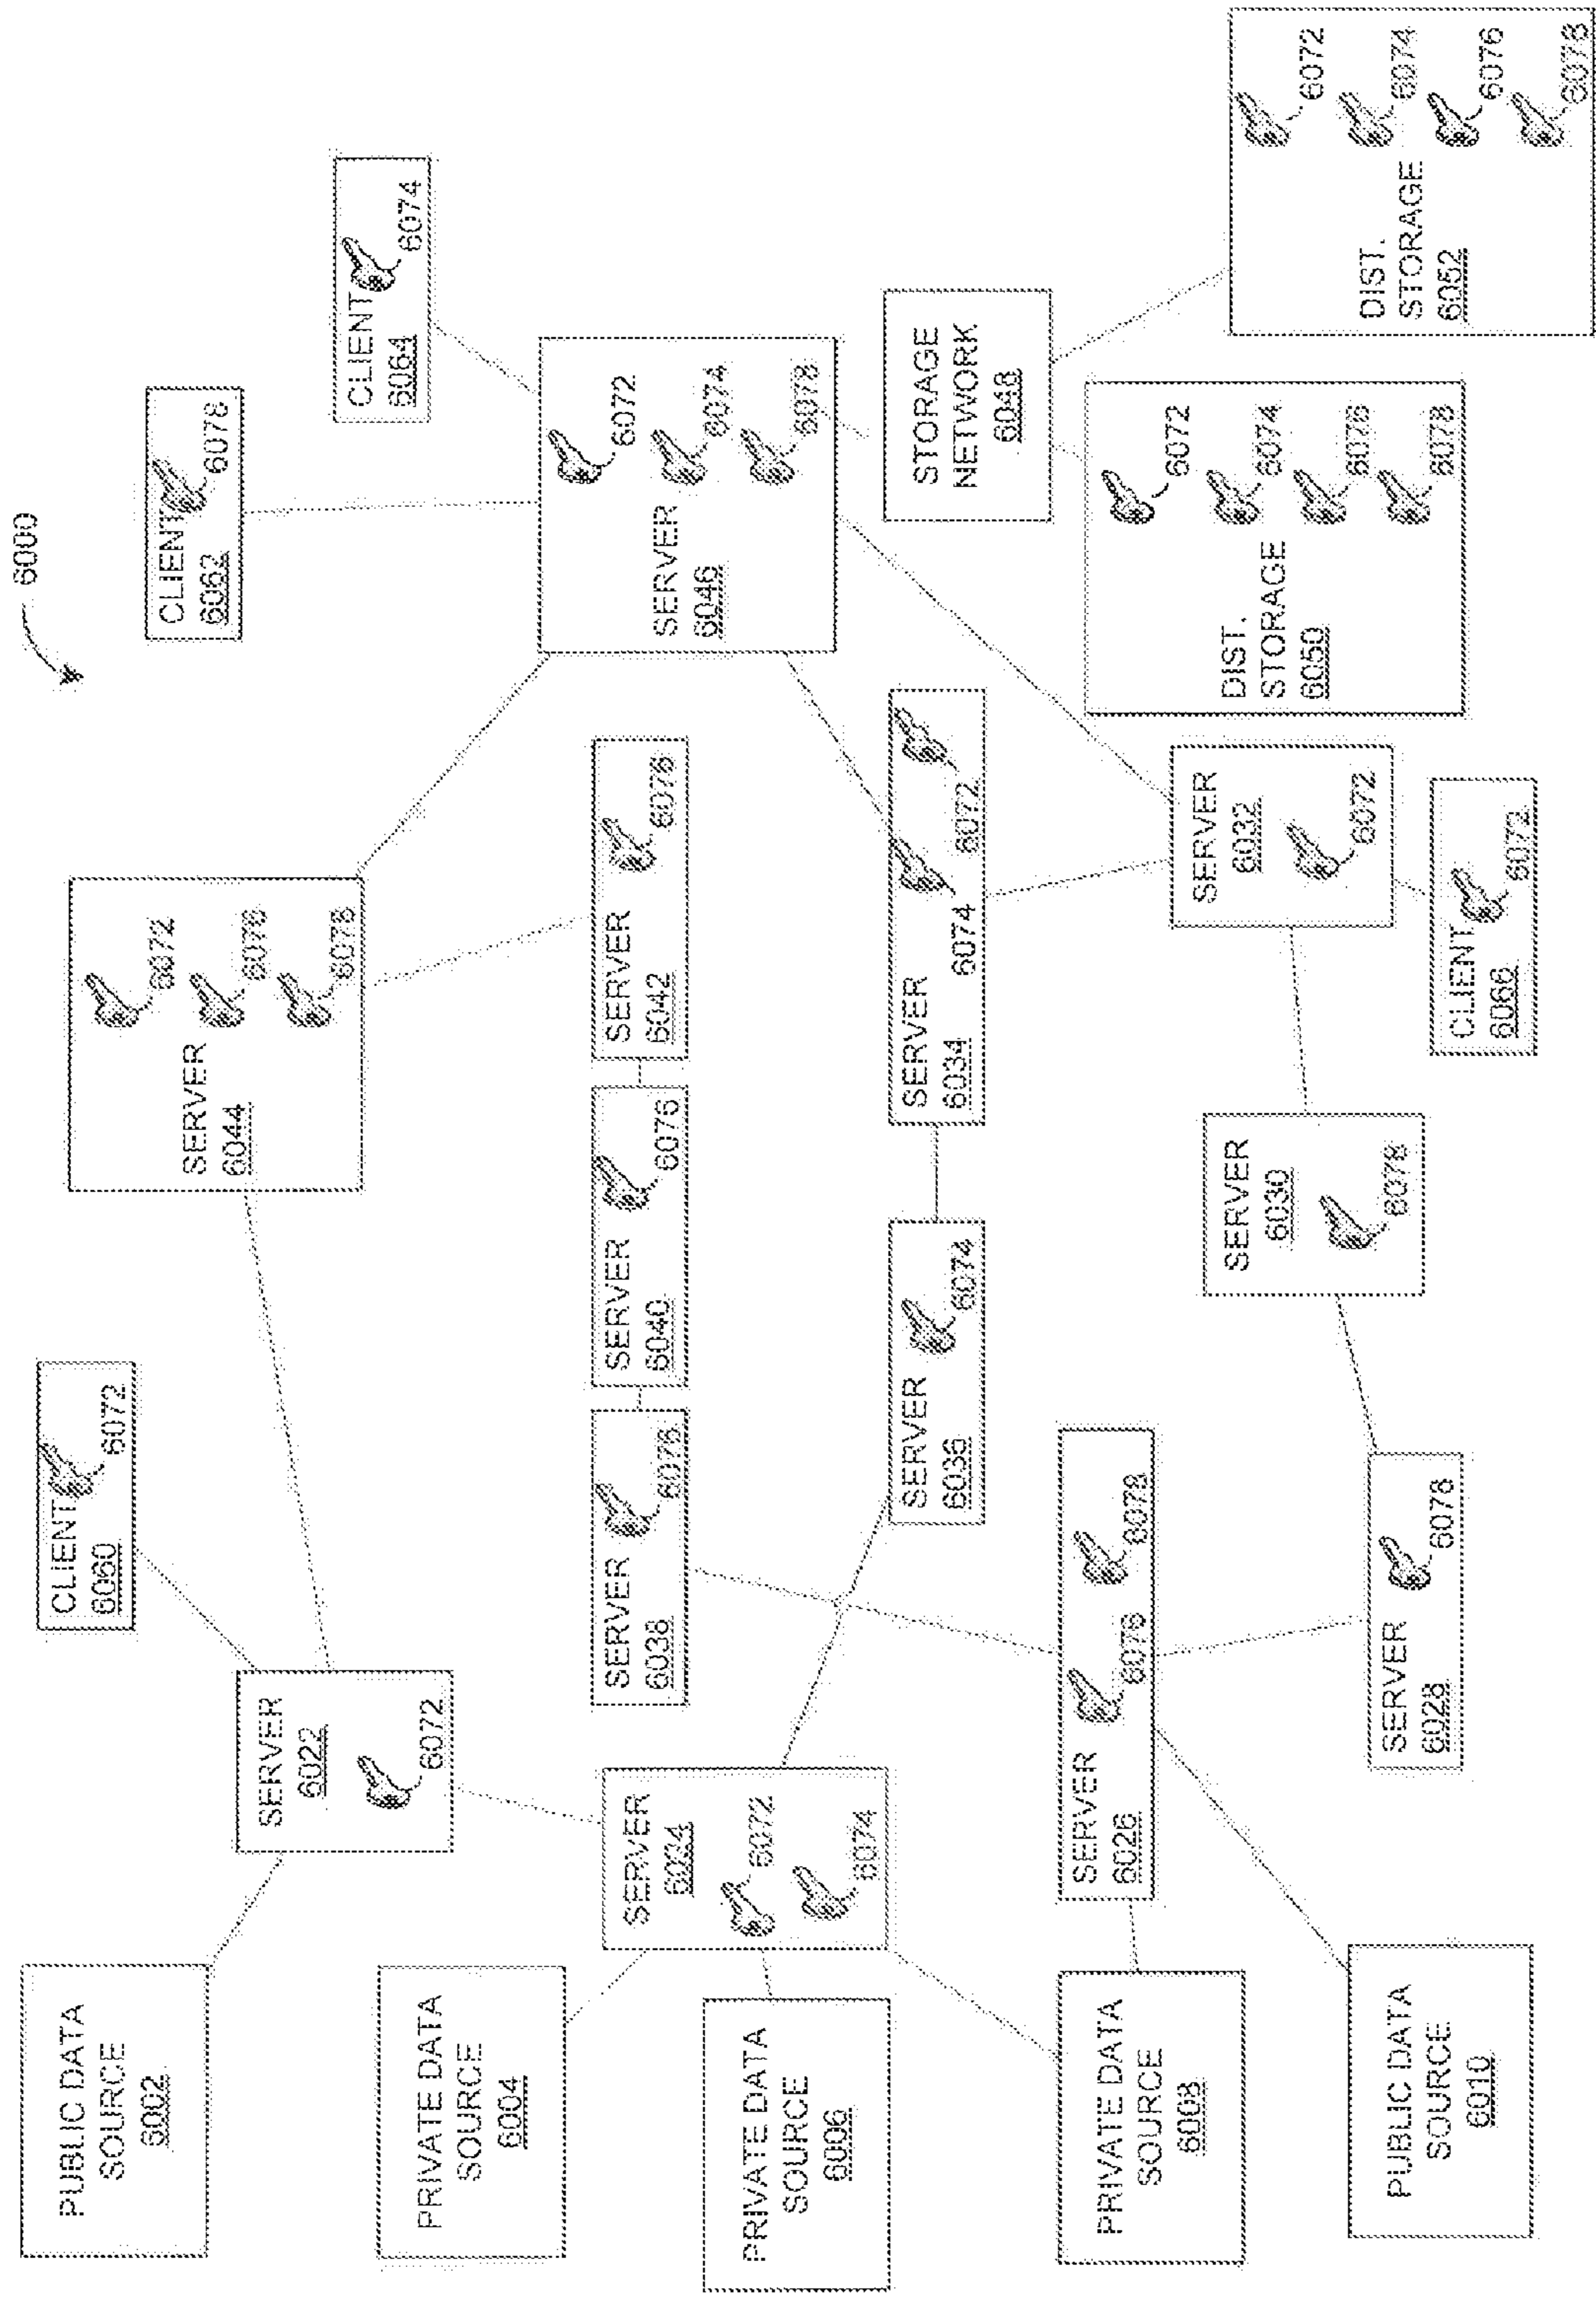 6000
PUBLIC DATA
SOURCE
6002
PRIVATE DATA
SOURCE
6004
PRIVATE DATA
SOURCE
6006
PRIVATE DATA
SOURCE
6008
PUBLIC DATA
SOURCE
6010
SERVER
6022
6072
CLIENT
6060
6072
SERVER
6024
6072
6074
SERVER
6026
6076
6078
SERVER
6028
6078
SERVER
6038
6076
SERVER
6040
6076
SERVER
6042
6076
SERVER
6036
6074
SERVER
6034
6074
6072
SERVER
6030
6078
SERVER
6032
6072
CLIENT
6066
6072
SERVER
6044
6072
6076
6078
CLIENT
6062
6078
CLIENT
6064
6074
SERVER
6046
6072
6074
6078
STORAGE
NETWORK
6048
DIST.
STORAGE
6050
6072
6074
6076
6078
DIST.
STORAGE
6052
6072
6074
6076
6078